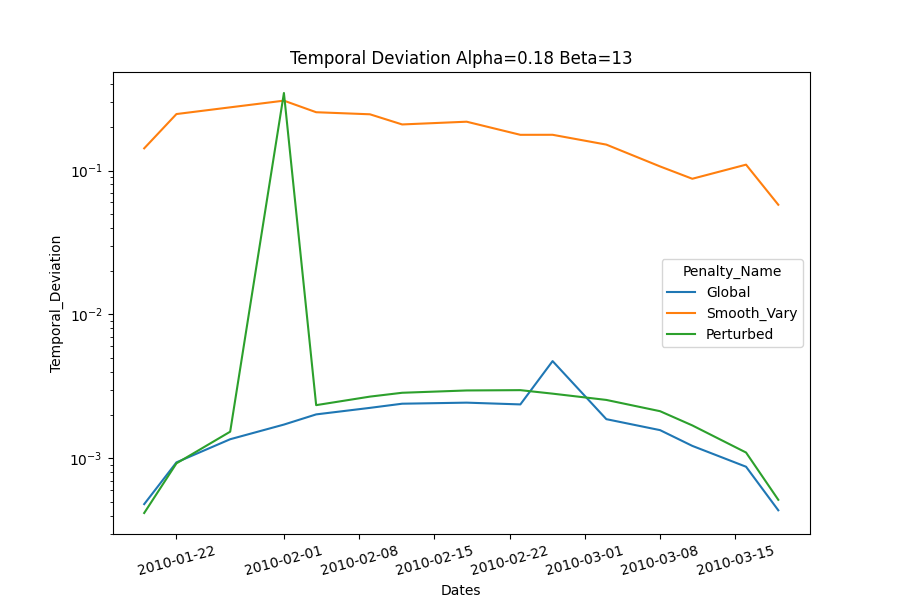 Temporal Deviation Alpha=0.18 Beta=13
Temporal_Deviation
10⁻¹
10⁻²
10⁻³
Penalty_Name
Global
Smooth_Vary
Perturbed
2010-01-22
2010-02-01
2010-02-08
2010-02-15
2010-02-22
2010-03-01
2010-03-08
2010-03-15
Dates